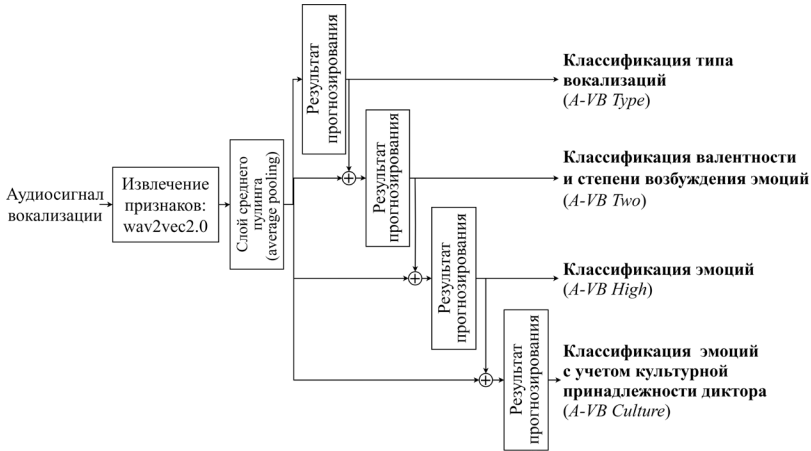 Аудиосигнал
вокализации
Извлечение
признаков:
wav2vec2.0
Слой среднего
пулинга
(average pooling)
Результат
прогнозирования
Классификация типа
вокализаций
(A-VB Type)
Результат
прогнозирования
Классификация валентности
и степени возбуждения эмоций
(A-VB Two)
Результат
прогнозирования
Классификация эмоций
(A-VB High)
Результат
прогнозирования
Классификация эмоций
с учетом культурной
принадлежности диктора
(A-VB Culture)